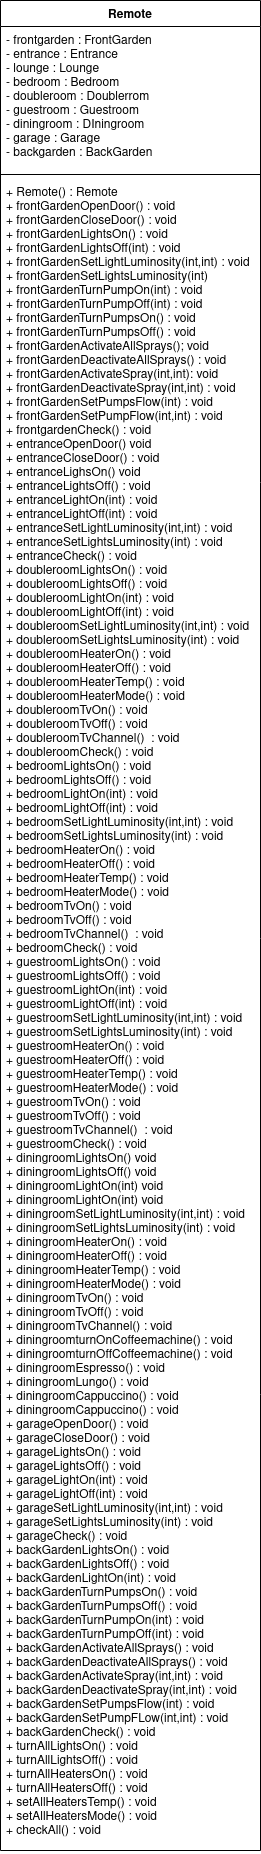 Remote
- frontgarden : FrontGarden
- entrance : Entrance
- lounge : Lounge
- bedroom : Bedroom
- doubleroom : Doublerrom
- guestroom : Guestroom
- diningroom : DIningroom
- garage : Garage
- backgarden : BackGarden
+ Remote() : Remote
+ frontGardenOpenDoor() : void
+ frontGardenCloseDoor() : void
+ frontGardenLightsOn() : void
+ frontGardenLightsOff(int) : void
+ frontGardenSetLightLuminosity(int,int) : void
+ frontGardenSetLightsLuminosity(int)
+ frontGardenTurnPumpOn(int) : void
+ frontGardenTurnPumpOff(int) : void
+ frontGardenTurnPumpsOn() : void
+ frontGardenTurnPumpsOff() : void
+ frontGardenActivateAllSprays(); void
+ frontGardenDeactivateAllSprays() : void
+ frontGardenActivateSpray(int,int): void
+ frontGardenDeactivateSpray(int,int) : void
+ frontGardenSetPumpsFlow(int) : void
+ frontGardenSetPumpFlow(int,int) : void
+ frontgardenCheck() : void
+ entranceOpenDoor() void
+ entranceCloseDoor() : void
+ entranceLighsOn() void
+ entranceLightsOff() : void
+ entranceLightOn(int) : void
+ entranceLightOff(int) : void
+ entranceSetLightLuminosity(int,int) : void
+ entranceSetLightsLuminosity(int) : void
+ entranceCheck() : void
+ doubleroomLightsOn() : void
+ doubleroomLightsOff() : void
+ doubleroomLightOn(int) : void
+ doubleroomLightOff(int) : void
+ doubleroomSetLightLuminosity(int,int) : void
+ doubleroomSetLightsLuminosity(int) : void
+ doubleroomHeaterOn() : void
+ doubleroomHeaterOff() : void
+ doubleroomHeaterTemp() : void
+ doubleroomHeaterMode() : void
+ doubleroomTvOn() : void
+ doubleroomTvOff() : void
+ doubleroomTvChannel()  : void
+ doubleroomCheck() : void
+ bedroomLightsOn() : void
+ bedroomLightsOff() : void
+ bedroomLightOn(int) : void
+ bedroomLightOff(int) : void
+ bedroomSetLightLuminosity(int,int) : void
+ bedroomSetLightsLuminosity(int) : void
+ bedroomHeaterOn() : void
+ bedroomHeaterOff() : void
+ bedroomHeaterTemp() : void
+ bedroomHeaterMode() : void
+ bedroomTvOn() : void
+ bedroomTvOff() : void
+ bedroomTvChannel()  : void
+ bedroomCheck() : void
+ guestroomLightsOn() : void
+ guestroomLightsOff() : void
+ guestroomLightOn(int) : void
+ guestroomLightOff(int) : void
+ guestroomSetLightLuminosity(int,int) : void
+ guestroomSetLightsLuminosity(int) : void
+ guestroomHeaterOn() : void
+ guestroomHeaterOff() : void
+ guestroomHeaterTemp() : void
+ guestroomHeaterMode() : void
+ guestroomTvOn() : void
+ guestroomTvOff() : void
+ guestroomTvChannel()  : void
+ guestroomCheck() : void
+ diningroomLightsOn() void
+ diningroomLightsOff() void
+ diningroomLightOn(int) void
+ diningroomLightOn(int) void
+ diningroomSetLightLuminosity(int,int) : void
+ diningroomSetLightsLuminosity(int) : void
+ diningroomHeaterOn() : void
+ diningroomHeaterOff() : void
+ diningroomHeaterTemp() : void
+ diningroomHeaterMode() : void
+ diningroomTvOn() : void
+ diningroomTvOff() : void
+ diningroomTvChannel() : void
+ diningroomturnOnCoffeemachine() : void
+ diningroomturnOffCoffeemachine() : void
+ diningroomEspresso() : void
+ diningroomLungo() : void
+ diningroomCappuccino() : void
+ diningroomCappuccino() : void
+ garageOpenDoor() : void
+ garageCloseDoor() : void
+ garageLightsOn() : void
+ garageLightsOff() : void
+ garageLightOn(int) : void
+ garageLightOff(int) : void
+ garageSetLightLuminosity(int,int) : void
+ garageSetLightsLuminosity(int) : void
+ garageCheck() : void
+ backGardenLightsOn() : void
+ backGardenLightsOff() : void
+ backGardenLightOn(int) : void
+ backGardenTurnPumpsOn() : void
+ backGardenTurnPumpsOff() : void
+ backGardenTurnPumpOn(int) : void
+ backGardenTurnPumpOff(int) : void
+ backGardenActivateAllSprays() : void
+ backGardenDeactivateAllSprays() : void
+ backGardenActivateSpray(int,int) : void
+ backGardenDeactivateSpray(int,int) : void
+ backGardenSetPumpsFlow(int) : void
+ backGardenSetPumpFLow(int,int) : void
+ backGardenCheck() : void
+ turnAllLightsOn() : void
+ turnAllLightsOff() : void
+ turnAllHeatersOn() : void
+ turnAllHeatersOff() : void
+ setAllHeatersTemp() : void
+ setAllHeatersMode() : void
+ checkAll() : void